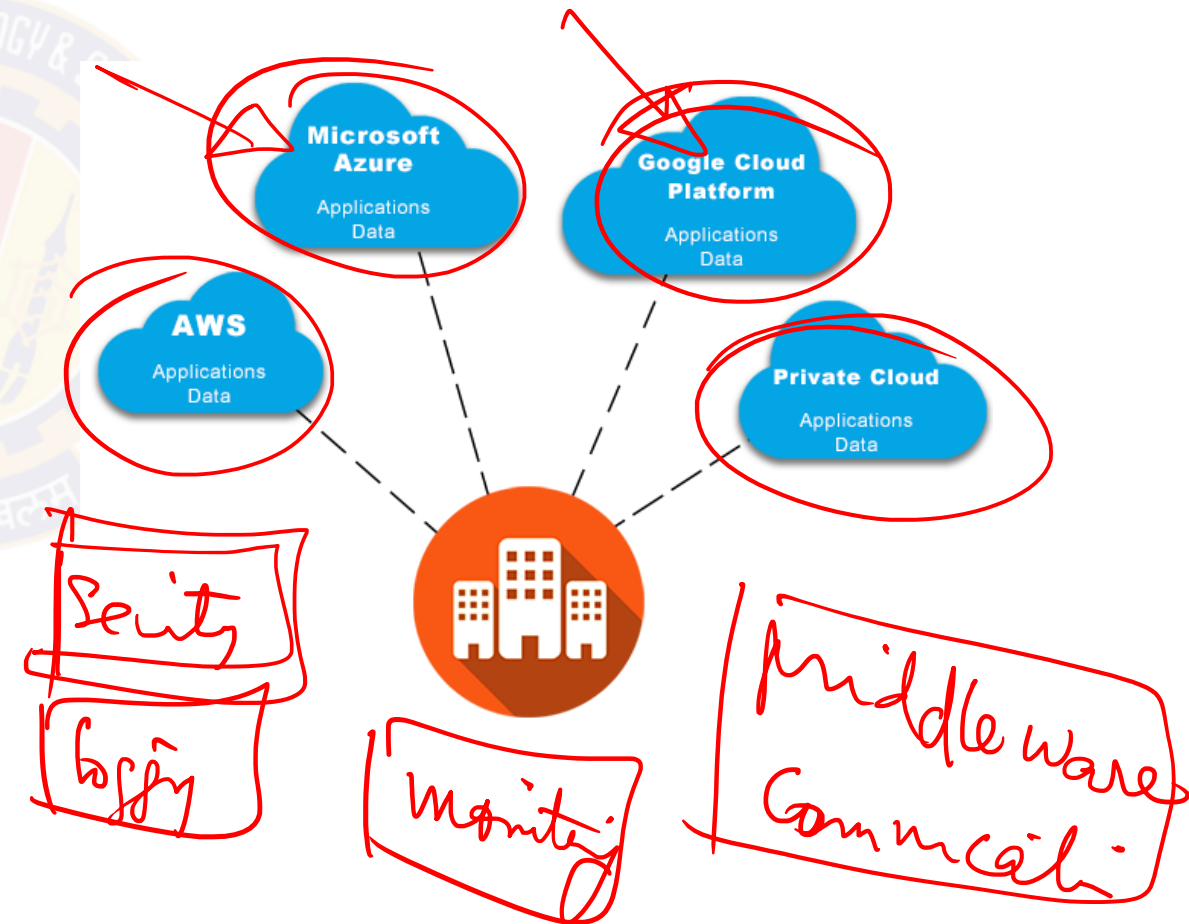 Microsoft
Azure
Applications
Data
Google Cloud
Platform
Applications
Data
AWS
Applications
Data
Private Cloud
Applications
Data
Middleware